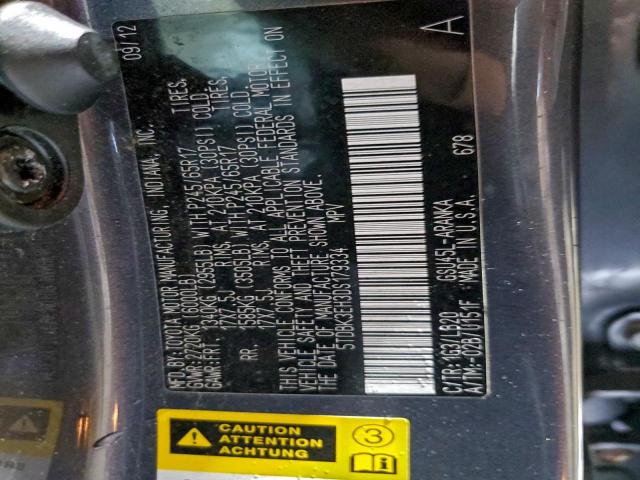 MFD.BY:TOYOTA MOTOR MANUFACTURING, INDIANA, INC. 09/12
GVWR:2720KG (6000LB)
GAWR:FRT 1340KG (2955LB) WITH P245/65R17 TIRES,
17X7.5J RIMS, AT 210KPA (30PSI) COLD.
RR 1585KG (3505LB) WITH P245/65R17 TIRES,
17X7.5J RIMS, AT 210KPA (30PSI) COLD.
THIS VEHICLE CONFORMS TO ALL APPLICABLE FEDERAL MOTOR
VEHICLE SAFETY AND THEFT PREVENTION STANDARDS IN EFFECT ON
THE DATE OF MANUFACTURE SHOWN ABOVE.
5TDBK3EH3DS179334 MPV
C/TR:1G3/LB20 GSU45L-ARANKA 678 A
A/TM:-02B/U151F MADE IN U.S.A.
CAUTION
ATTENTION
ACHTUNG
3
i